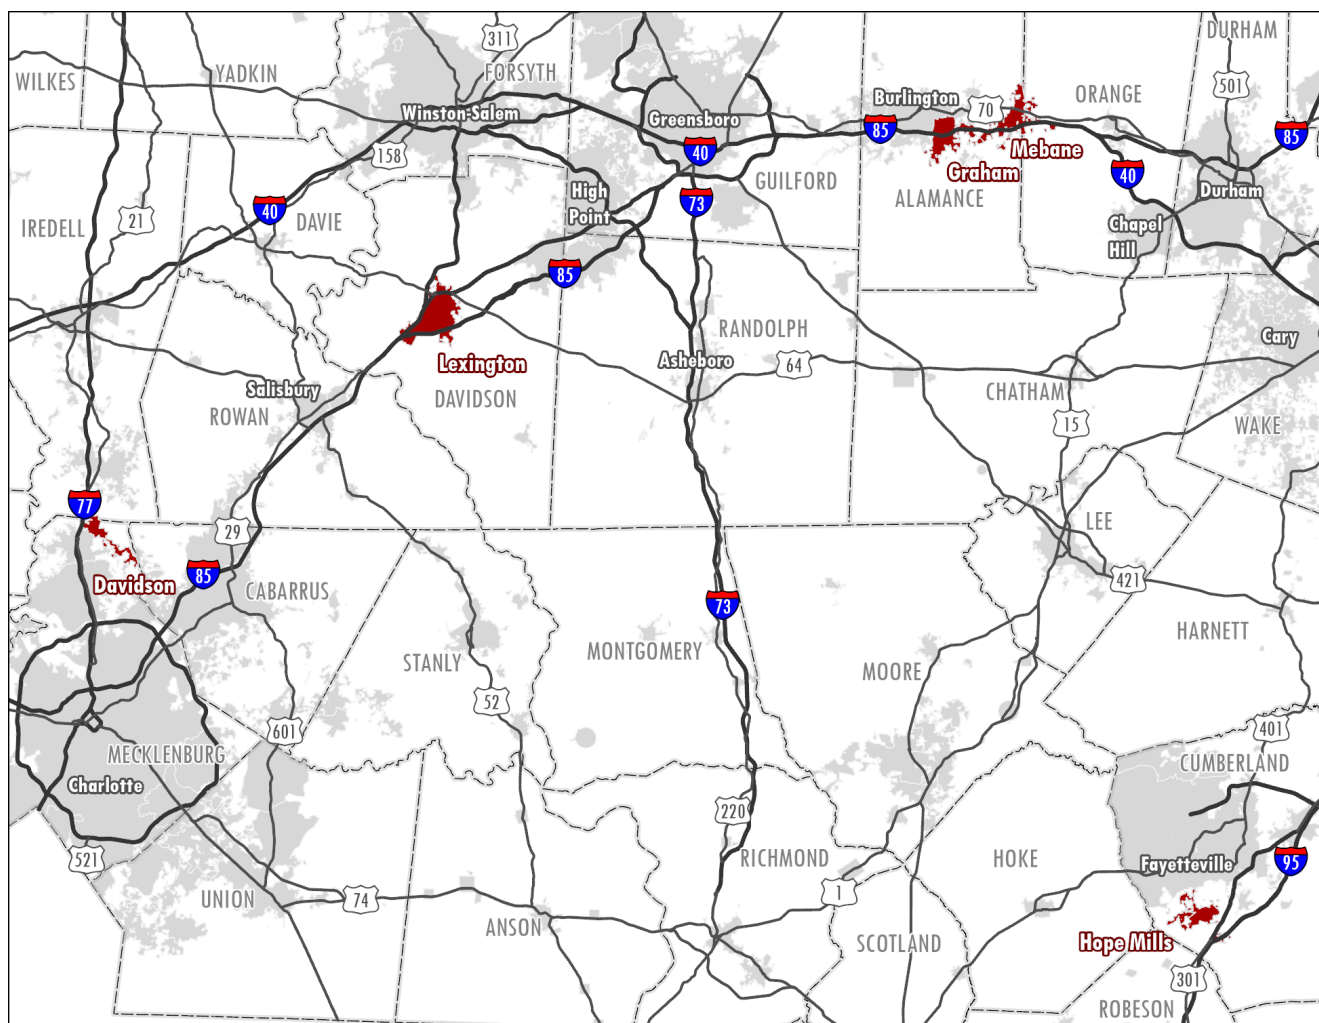 DURHAM
311
WILKES
YADKIN
FORSYTH
501
ORANGE
Burlington
70
Winston-Salem
Greensboro
85
85
Mebane
158
40
Graham
40
High
Point
GUILFORD
ALAMANCE
Durham
73
40
21
DAVIE
IREDELL
Chapel
Hill
85
RANDOLPH
Cary
Lexington
Asheboro
64
Salisbury
DAVIDSON
CHATHAM
ROWAN
15
WAKE
77
29
LEE
Davidson
85
CABARRUS
421
73
HARNETT
STANLY
MONTGOMERY
MOORE
52
601
401
MECKLENBURG
CUMBERLAND
Charlotte
220
521
RICHMOND
HOKE
Fayetteville
95
UNION
74
1
ANSON
SCOTLAND
Hope Mills
301
ROBESON